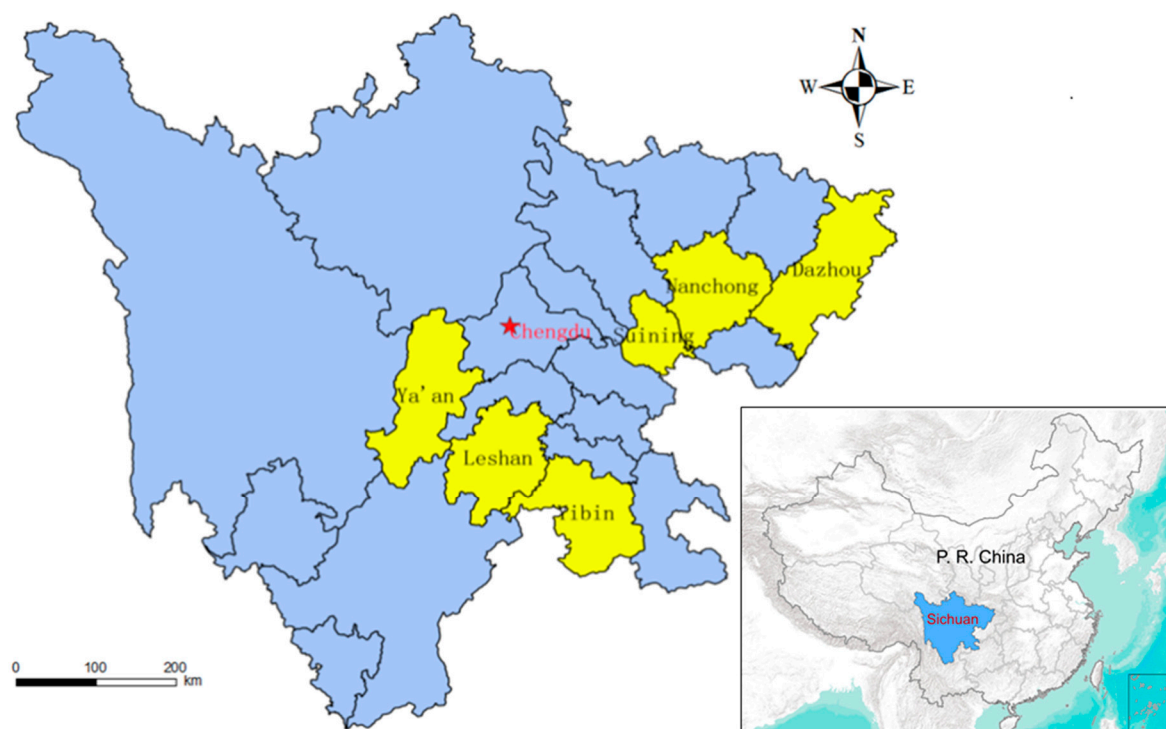 N
W E
S
Dazhou
Nanchong
Chengdu
Suining
Ya'an
Leshan
Yibin
P. R. China
Sichuan
0 100 200
km